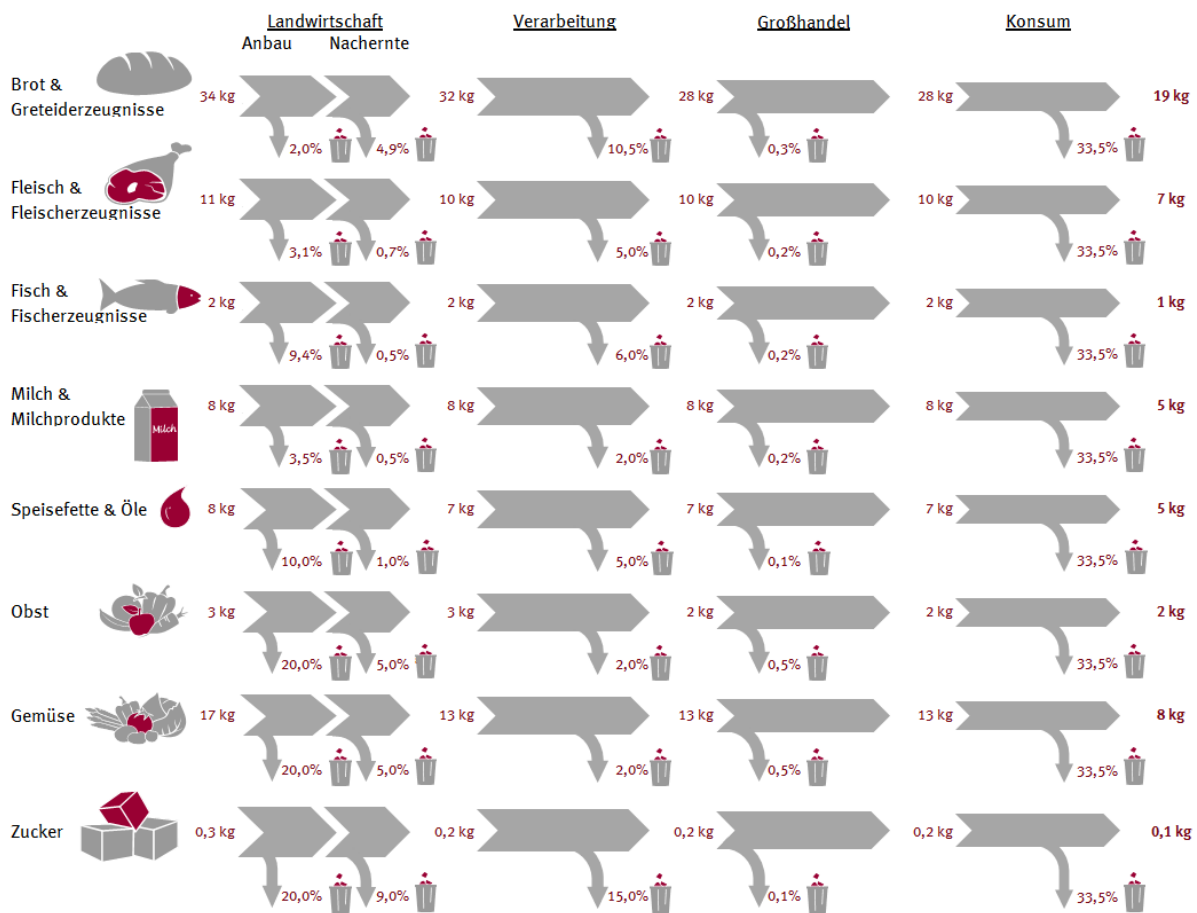 Landwirtschaft Verarbeitung Großhandel Konsum
Anbau Nachernte
Brot &
Greteiderzeugnisse
34 kg 32 kg 28 kg 28 kg 19 kg
2,0% 4,9% 10,5% 0,3% 33,5%
Fleisch &
Fleischerzeugnisse
11 kg 10 kg 10 kg 10 kg 7 kg
3,1% 0,7% 5,0% 0,2% 33,5%
Fisch &
Fischerzeugnisse
2 kg 2 kg 2 kg 2 kg 1 kg
9,4% 0,5% 6,0% 0,2% 33,5%
Milch &
Milchprodukte
Milch
8 kg 8 kg 8 kg 8 kg 5 kg
3,5% 0,5% 2,0% 0,2% 33,5%
Speisefette & Öle 8 kg 7 kg 7 kg 7 kg 5 kg
10,0% 1,0% 5,0% 0,1% 33,5%
Obst 3 kg 3 kg 2 kg 2 kg 2 kg
20,0% 5,0% 2,0% 0,5% 33,5%
Gemüse 17 kg 13 kg 13 kg 13 kg 8 kg
20,0% 5,0% 2,0% 0,5% 33,5%
Zucker 0,3 kg 0,2 kg 0,2 kg 0,2 kg 0,1 kg
20,0% 9,0% 15,0% 0,1% 33,5%